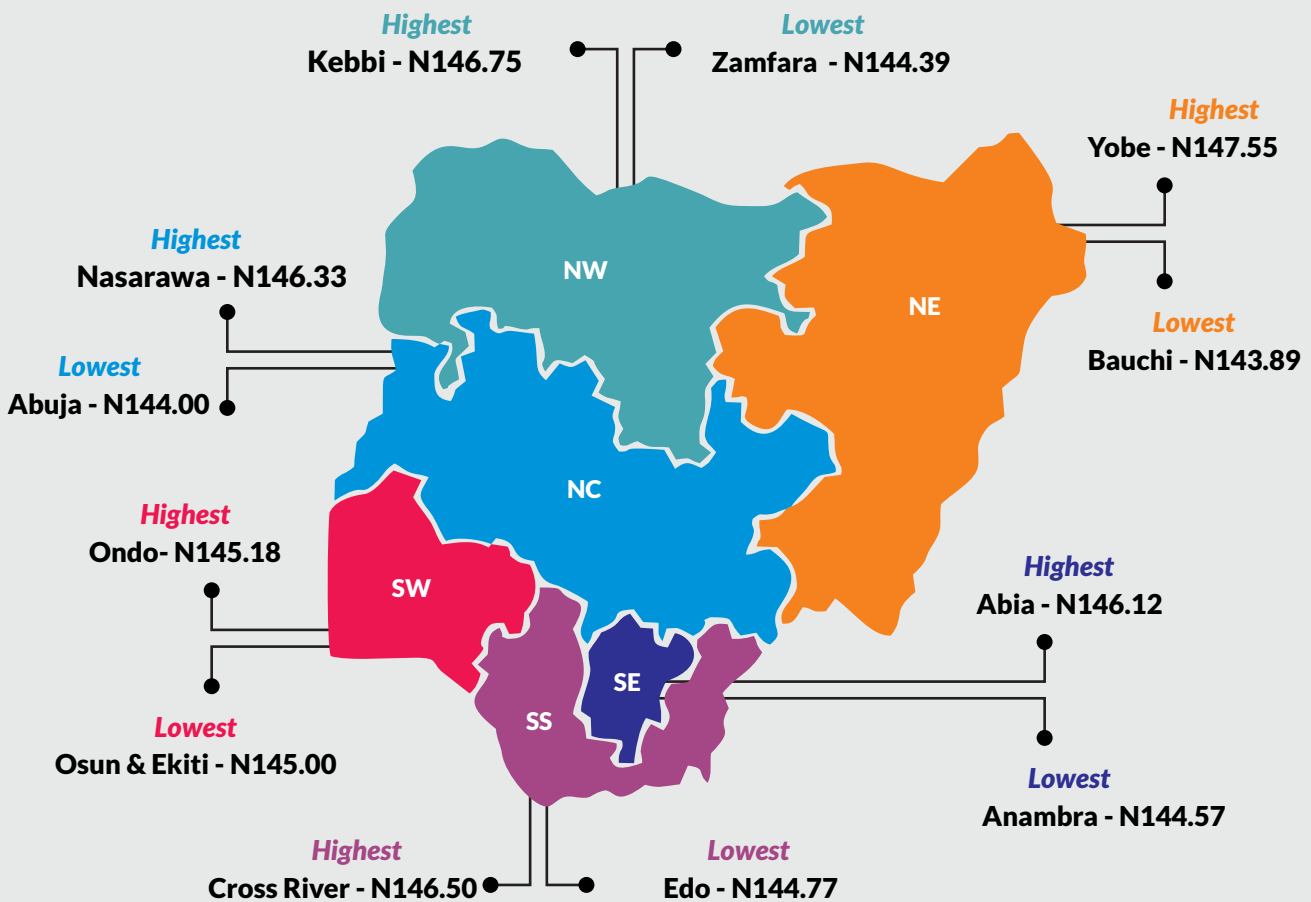 Highest
Kebbi - N146.75
Lowest
Zamfara - N144.39
Highest
Yobe - N147.55
Highest
Nasarawa - N146.33
NW
NE
Lowest
Bauchi - N143.89
Lowest
Abuja - N144.00
NC
Highest
Ondo- N145.18
SW
Highest
Abia - N146.12
SE
SS
Lowest
Osun & Ekiti - N145.00
Lowest
Anambra - N144.57
Highest
Cross River - N146.50
Lowest
Edo - N144.77